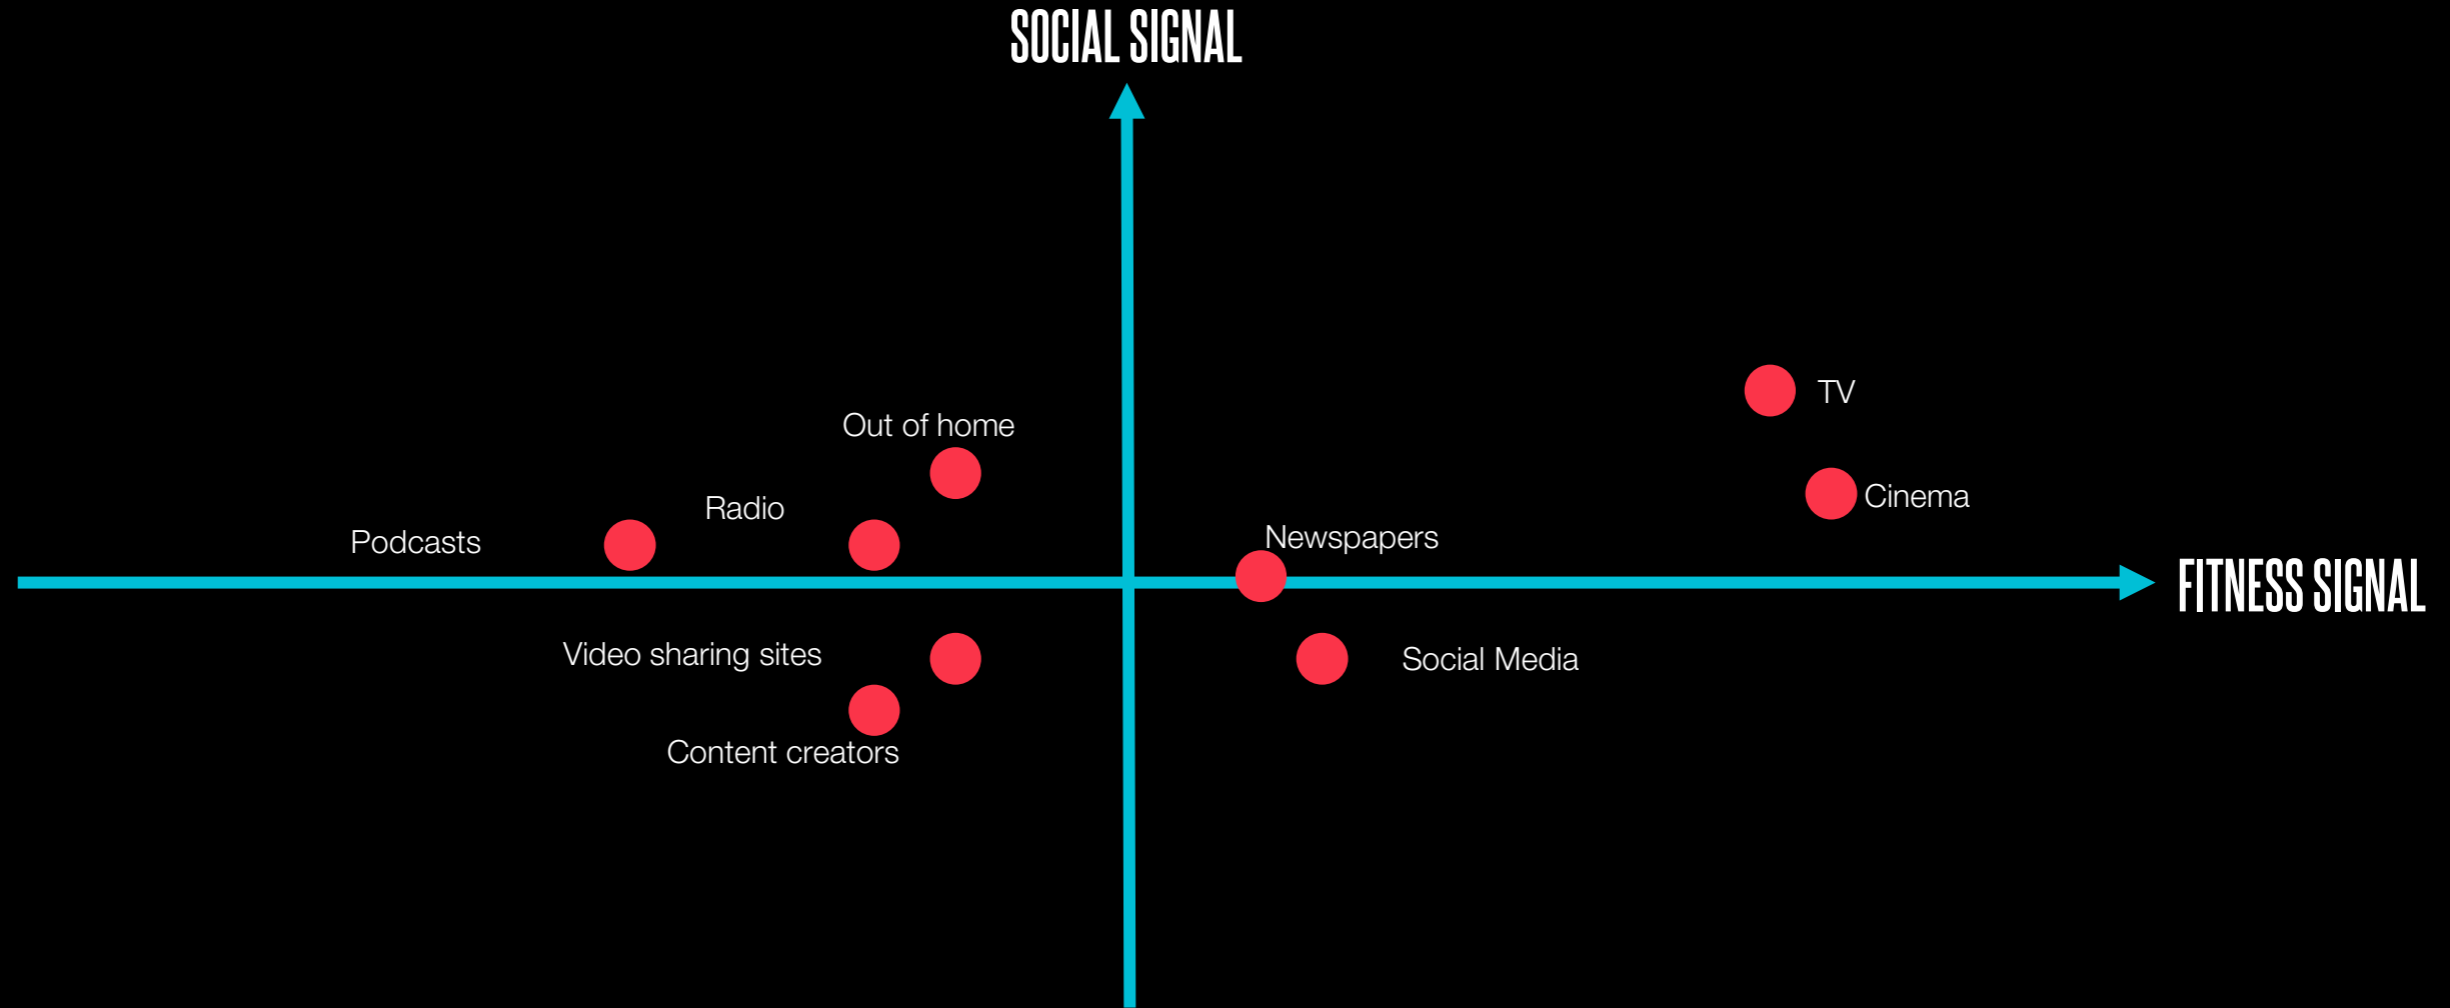 SOCIAL SIGNAL
TV
Out of home
Cinema
Radio
Podcasts
Newspapers
FITNESS SIGNAL
Video sharing sites
Social Media
Content creators